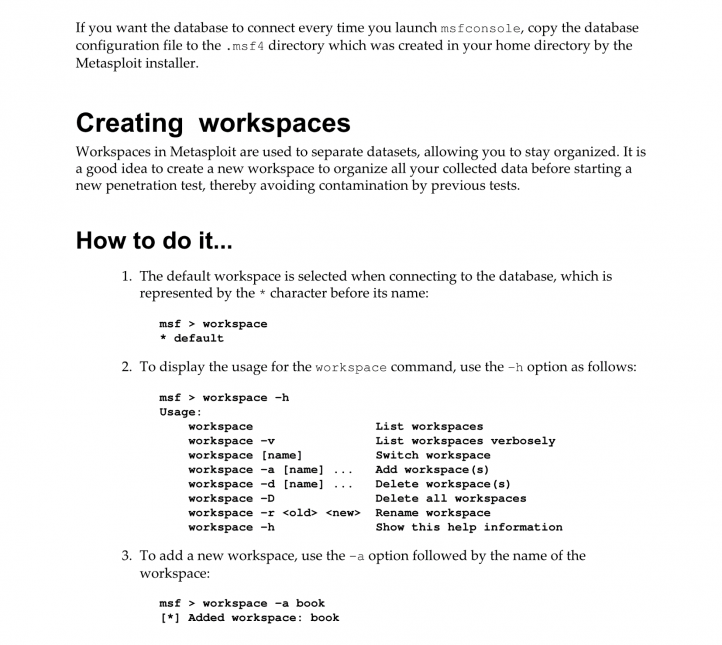 If you want the database to connect every time you launch msfconsole, copy the database
configuration file to the .msf4 directory which was created in your home directory by the
Metasploit installer.
Creating workspaces
Workspaces in Metasploit are used to separate datasets, allowing you to stay organized. It is
a good idea to create a new workspace to organize all your collected data before starting a
new penetration test, thereby avoiding contamination by previous tests.
How to do it...
1. The default workspace is selected when connecting to the database, which is
represented by the * character before its name:
msf > workspace
* default
2. To display the usage for the workspace command, use the -h option as follows:
msf > workspace -h
Usage:
workspace List workspaces
workspace -v List workspaces verbosely
workspace [name] Switch workspace
workspace -a [name] ... Add workspace(s)
workspace -d [name] ... Delete workspace(s)
workspace -D Delete all workspaces
workspace -r <old> <new> Rename workspace
workspace -h Show this help information
3. To add a new workspace, use the -a option followed by the name of the
workspace:
msf > workspace -a book
[*] Added workspace: book